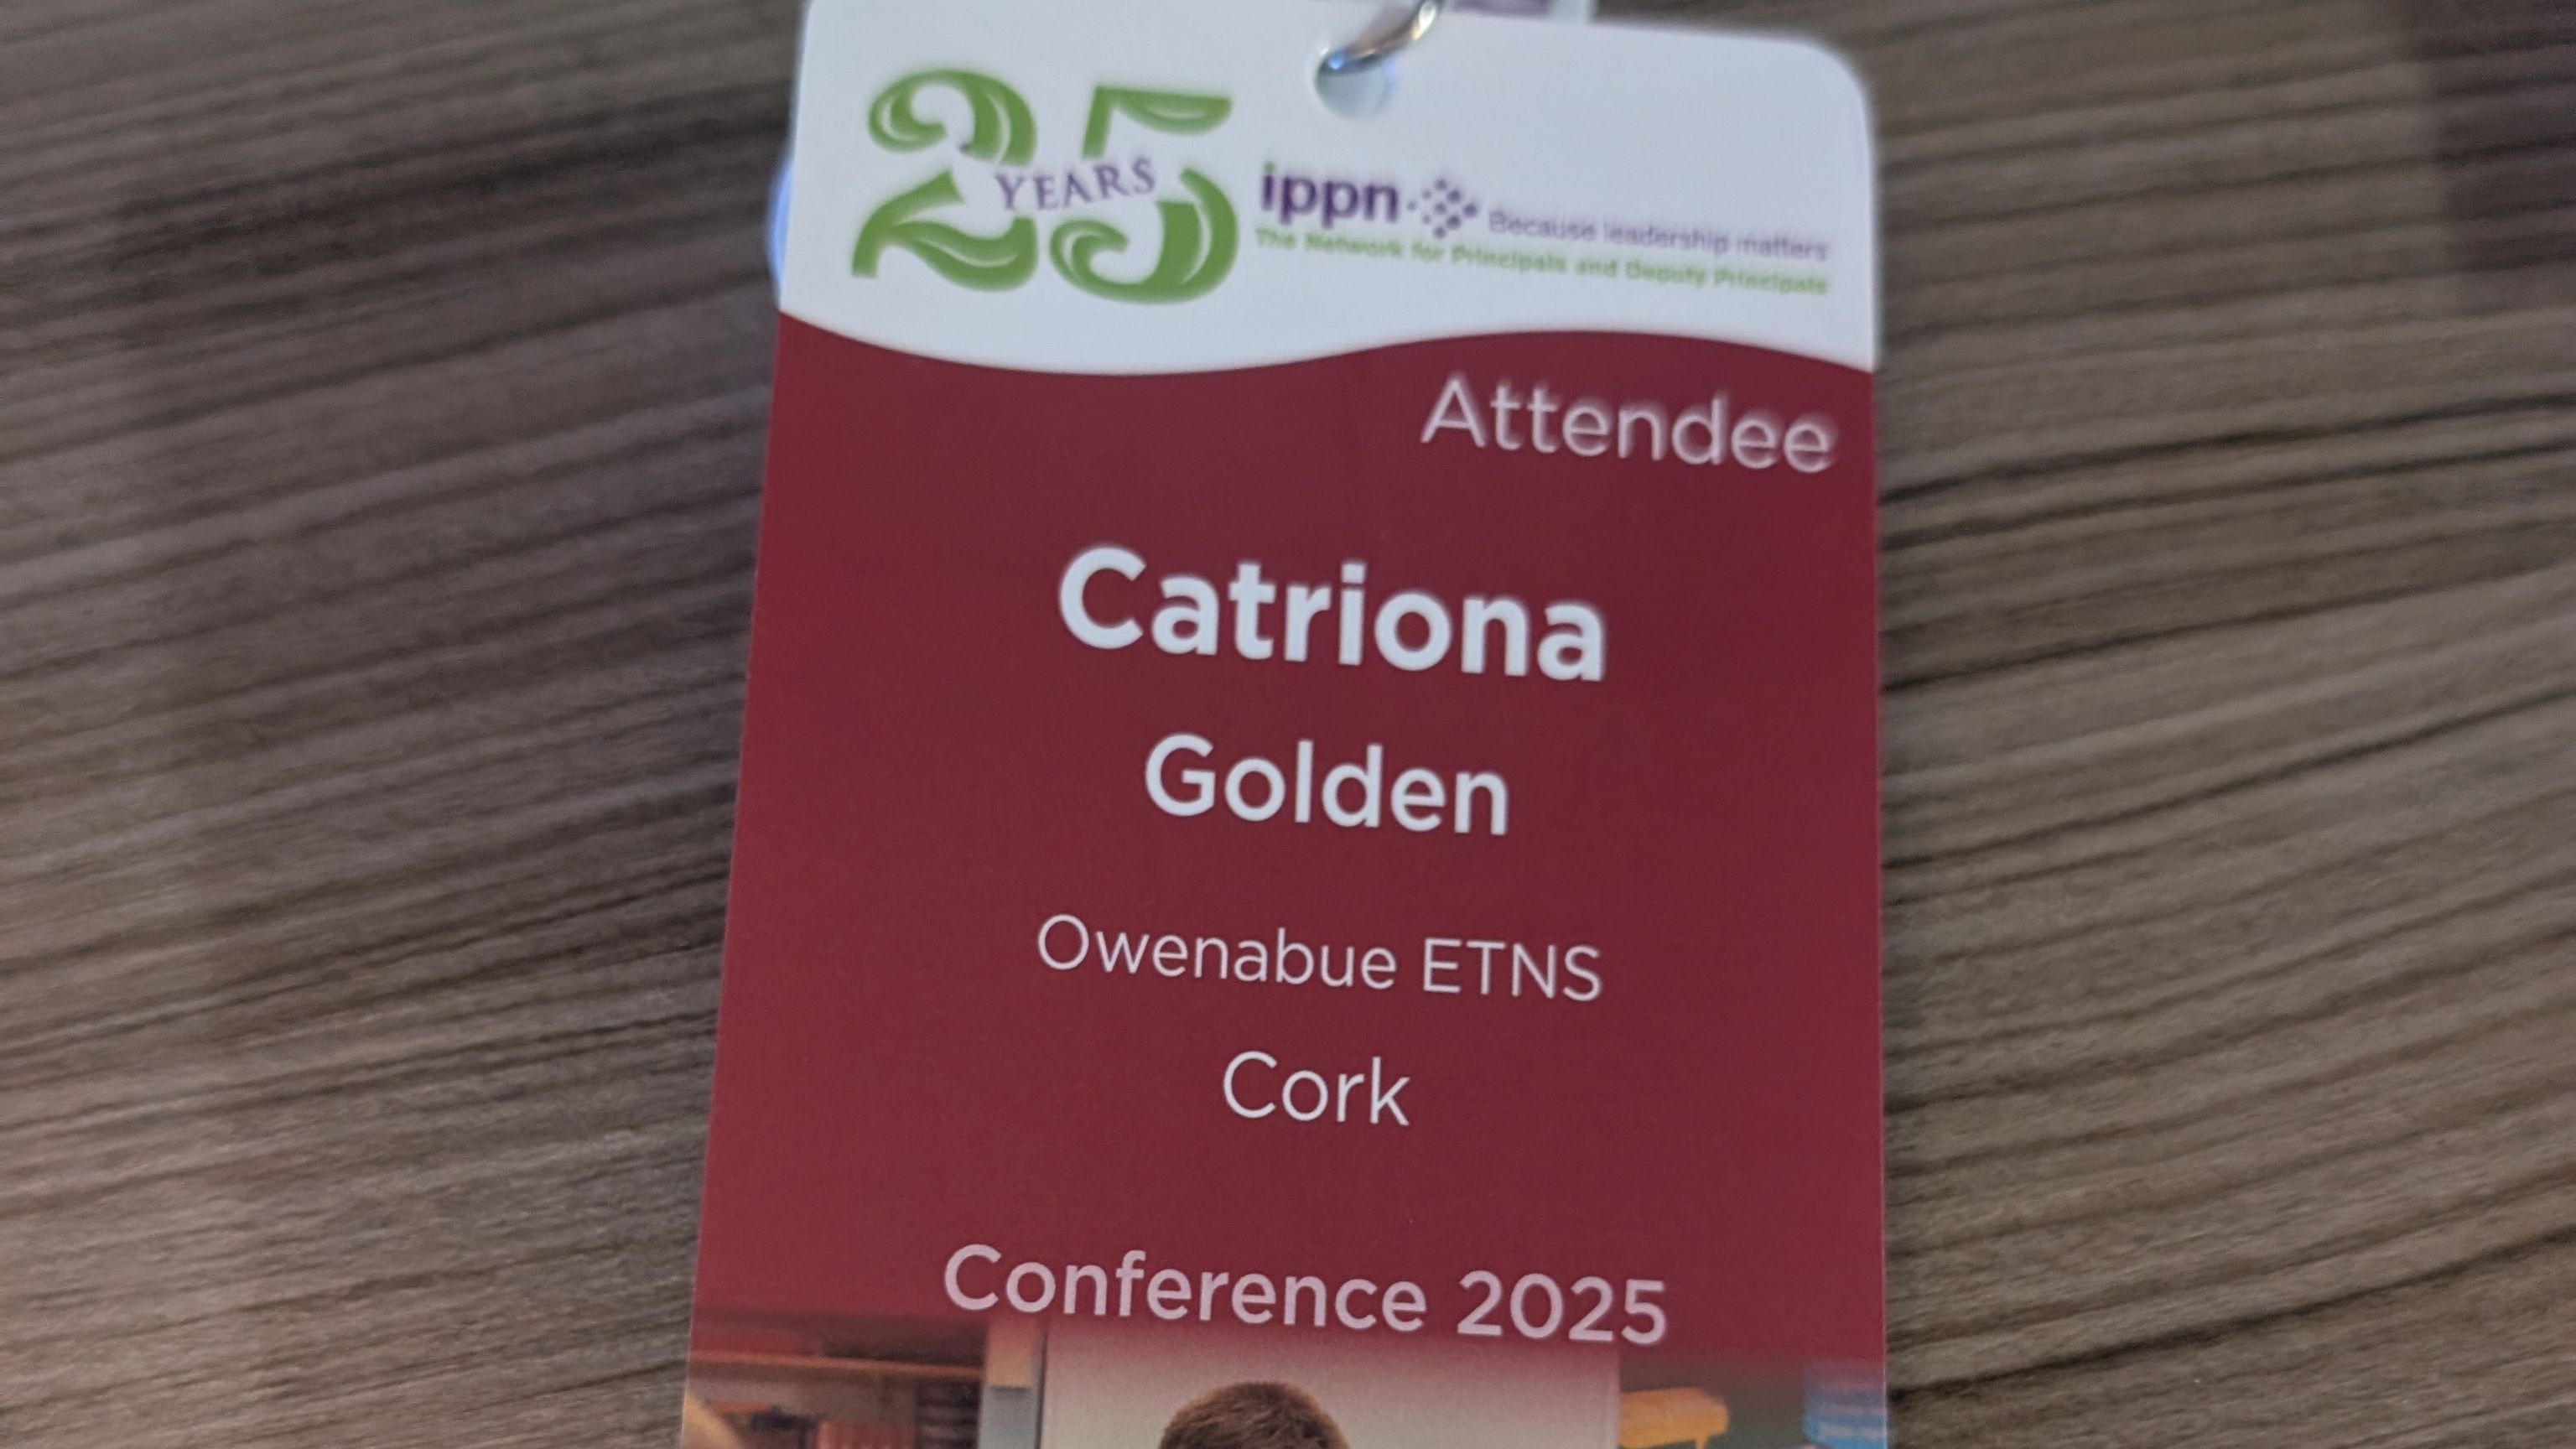 25 YEARS
ippn Because leadership matters
The Network for Principals and Deputy Principals
Attendee
Catriona
Golden
Owenabue ETNS
Cork
Conference 2025